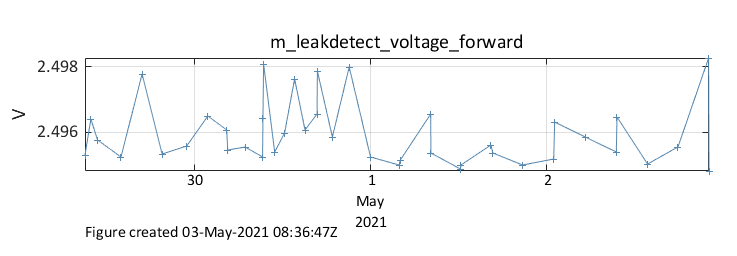 m_leakdetect_voltage_forward
2.498
V
2.496
30 1 2
May
2021
Figure created 03-May-2021 08:36:47Z